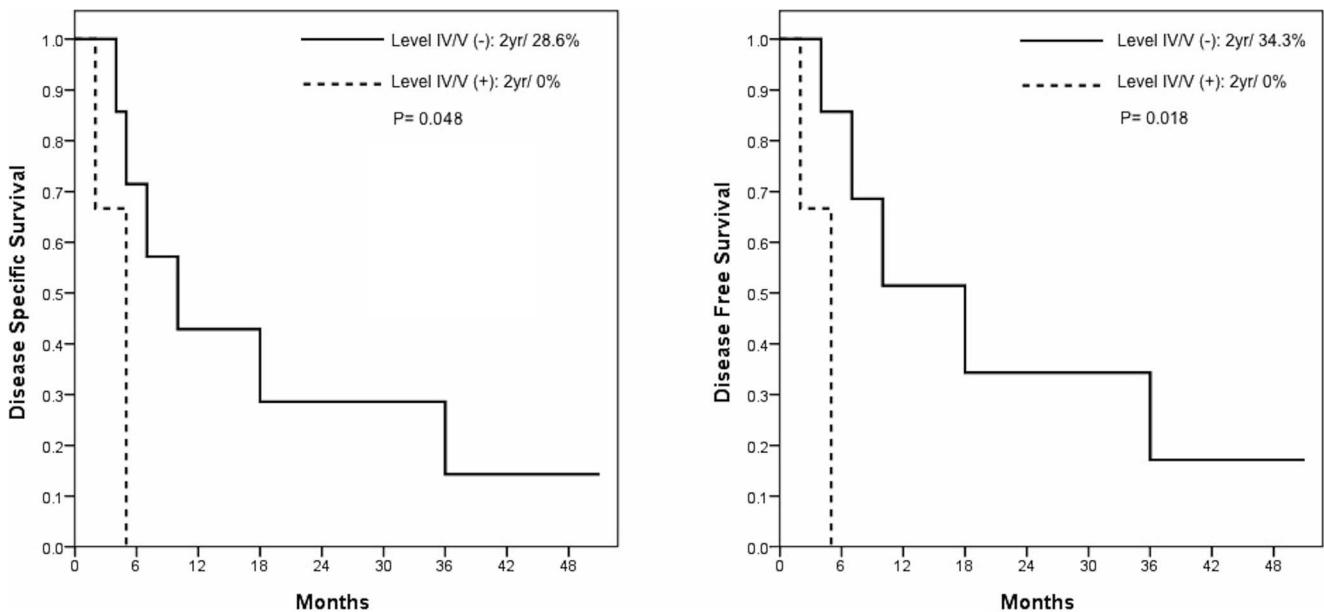 Level IV/V (-): 2yr/ 28.6%
Level IV/V (+): 2yr/ 0%
P= 0.048
Disease Specific Survival
1.0
0.9
0.8
0.7
0.6
0.5
0.4
0.3
0.2
0.1
0.0
0 6 12 18 24 30 36 42 48
Months
Level IV/V (-): 2yr/ 34.3%
Level IV/V (+): 2yr/ 0%
P= 0.018
Disease Free Survival
1.0
0.9
0.8
0.7
0.6
0.5
0.4
0.3
0.2
0.1
0.0
0 6 12 18 24 30 36 42 48
Months